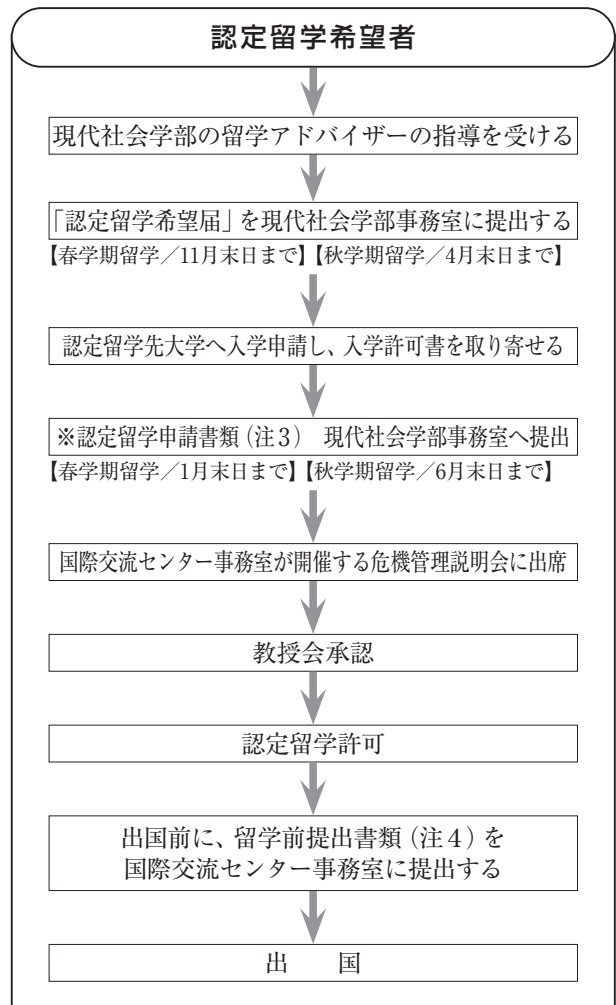 認定留学希望者
現代社会学部の留学アドバイザーの指導を受ける
「認定留学希望届」を現代社会学部事務室に提出する
【春学期留学／11月末日まで】【秋学期留学／4月末日まで】
認定留学先大学へ入学申請し、入学許可書を取り寄せる
※認定留学申請書類（注3）　現代社会学部事務室へ提出
【春学期留学／1月末日まで】【秋学期留学／6月末日まで】
国際交流センター事務室が開催する危機管理説明会に出席
教授会承認
認定留学許可
出国前に、留学前提出書類（注４）を
国際交流センター事務室に提出する
出　　国